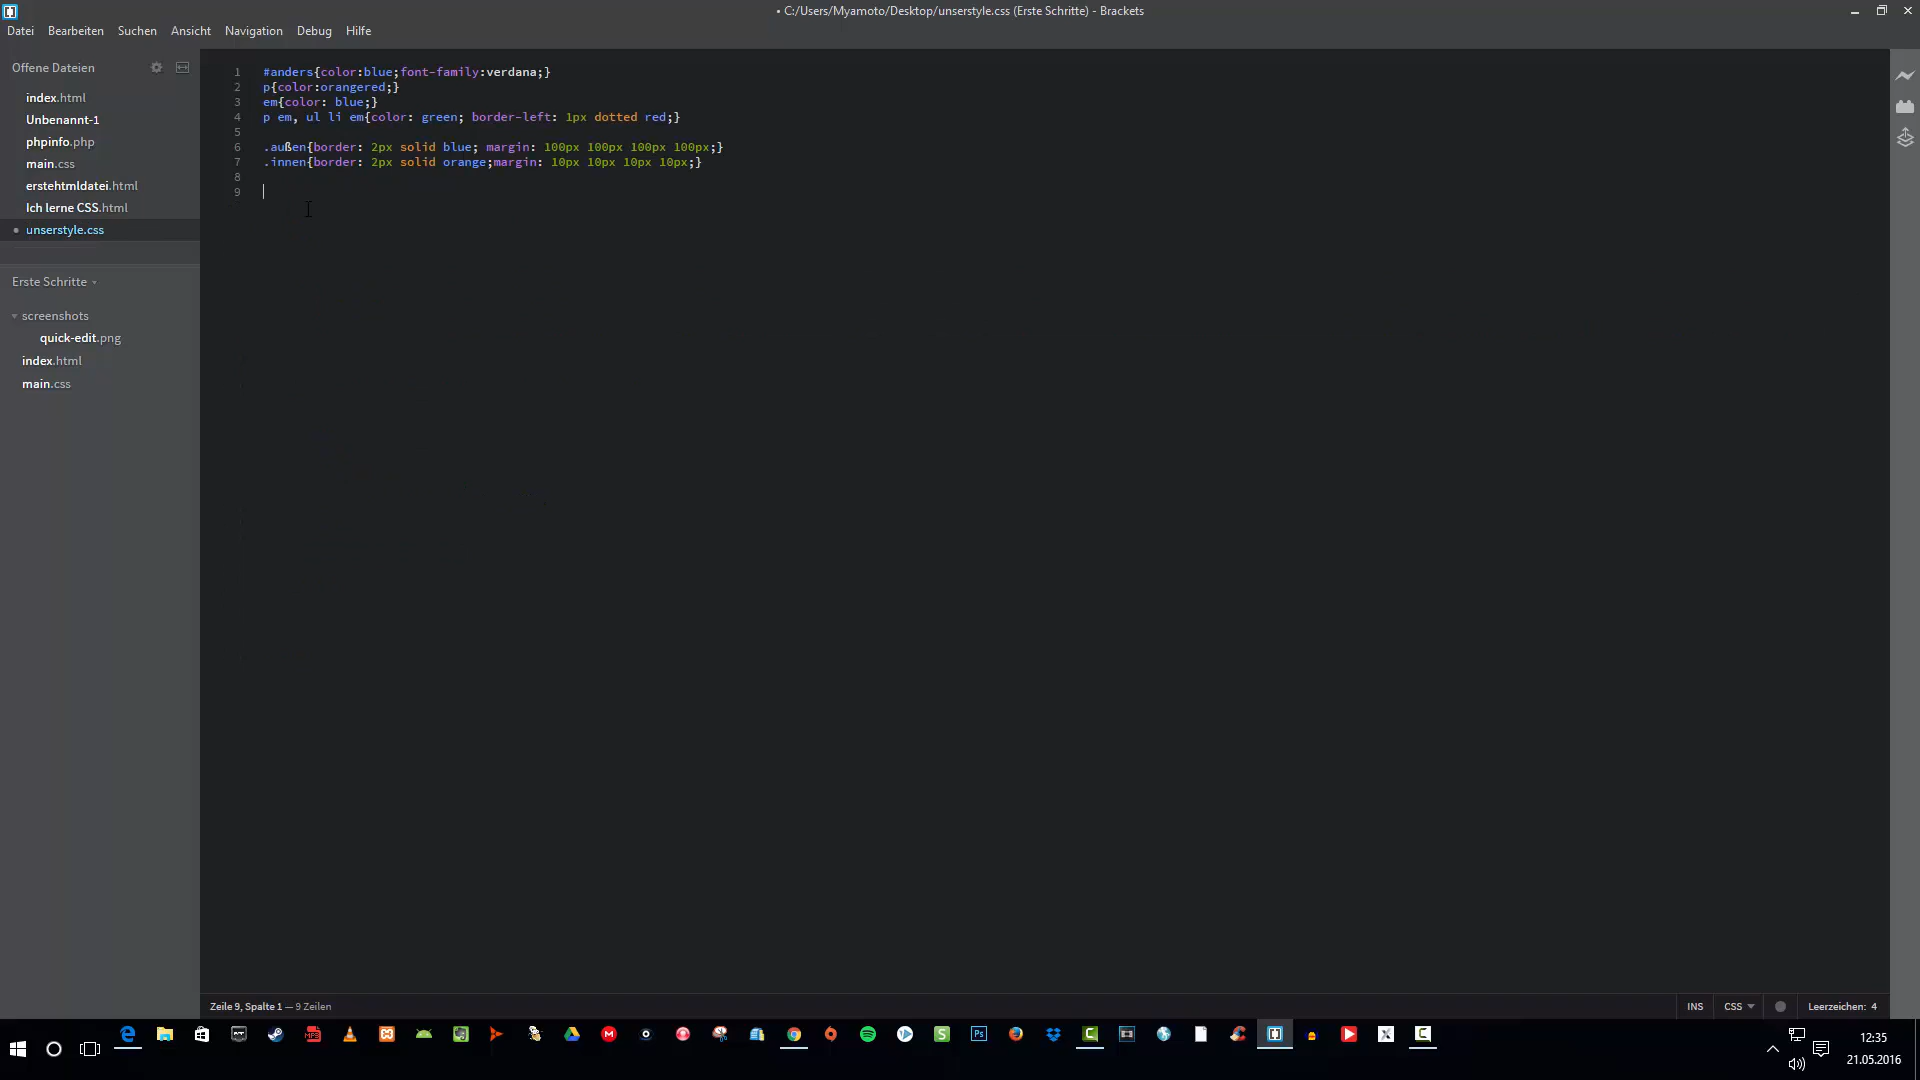 • C:/Users/Myamoto/Desktop/unserstyle.css (Erste Schritte) - Brackets
Datei Bearbeiten Suchen Ansicht Navigation Debug Hilfe
Offene Dateien
index.html
Unbenannt-1
phpinfo.php
main.css
erstehtmldatei.html
Ich lerne CSS.html
• unserstyle.css
Erste Schritte
screenshots
quick-edit.png
index.html
main.css
1 #anders{color:blue;font-family:verdana;}
2 p{color:orangered;}
3 em{color: blue;}
4 p em, ul li em{color: green; border-left: 1px dotted red;}
5
6 .außen{border: 2px solid blue; margin: 100px 100px 100px 100px;}
7 .innen{border: 2px solid orange;margin: 10px 10px 10px 10px;}
8
9
Zeile 9, Spalte 1 — 9 Zeilen
INS CSS Leerzeichen: 4
12:35
21.05.2016